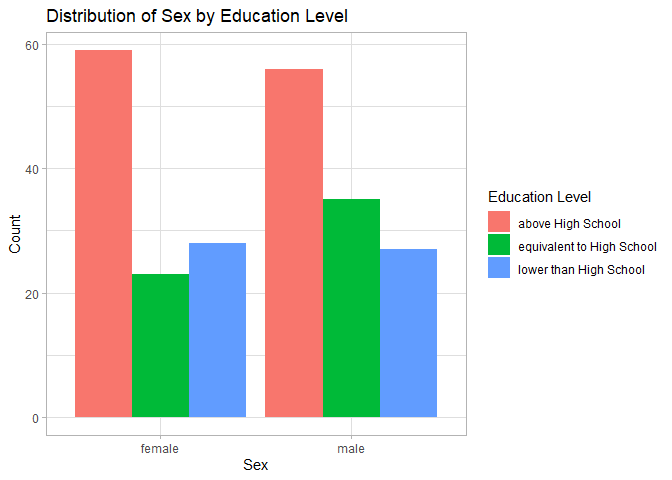 Distribution of Sex by Education Level
60
40
20
0
Count
female male
Sex
Education Level
above High School
equivalent to High School
lower than High School